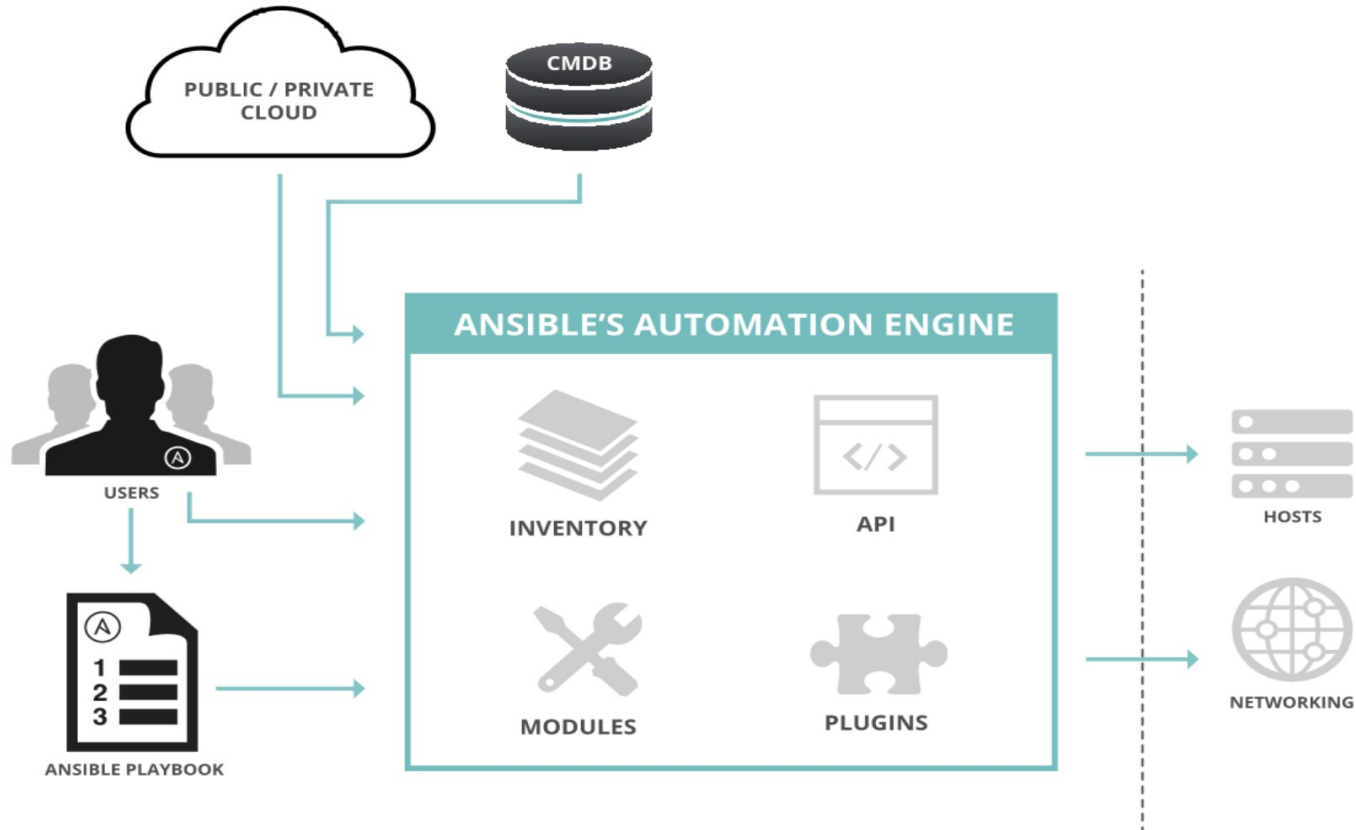 PUBLIC / PRIVATE
CLOUD
CMDB
ANSIBLE'S AUTOMATION ENGINE
USERS
INVENTORY
API
HOSTS
1
2
3
MODULES
PLUGINS
NETWORKING
ANSIBLE PLAYBOOK